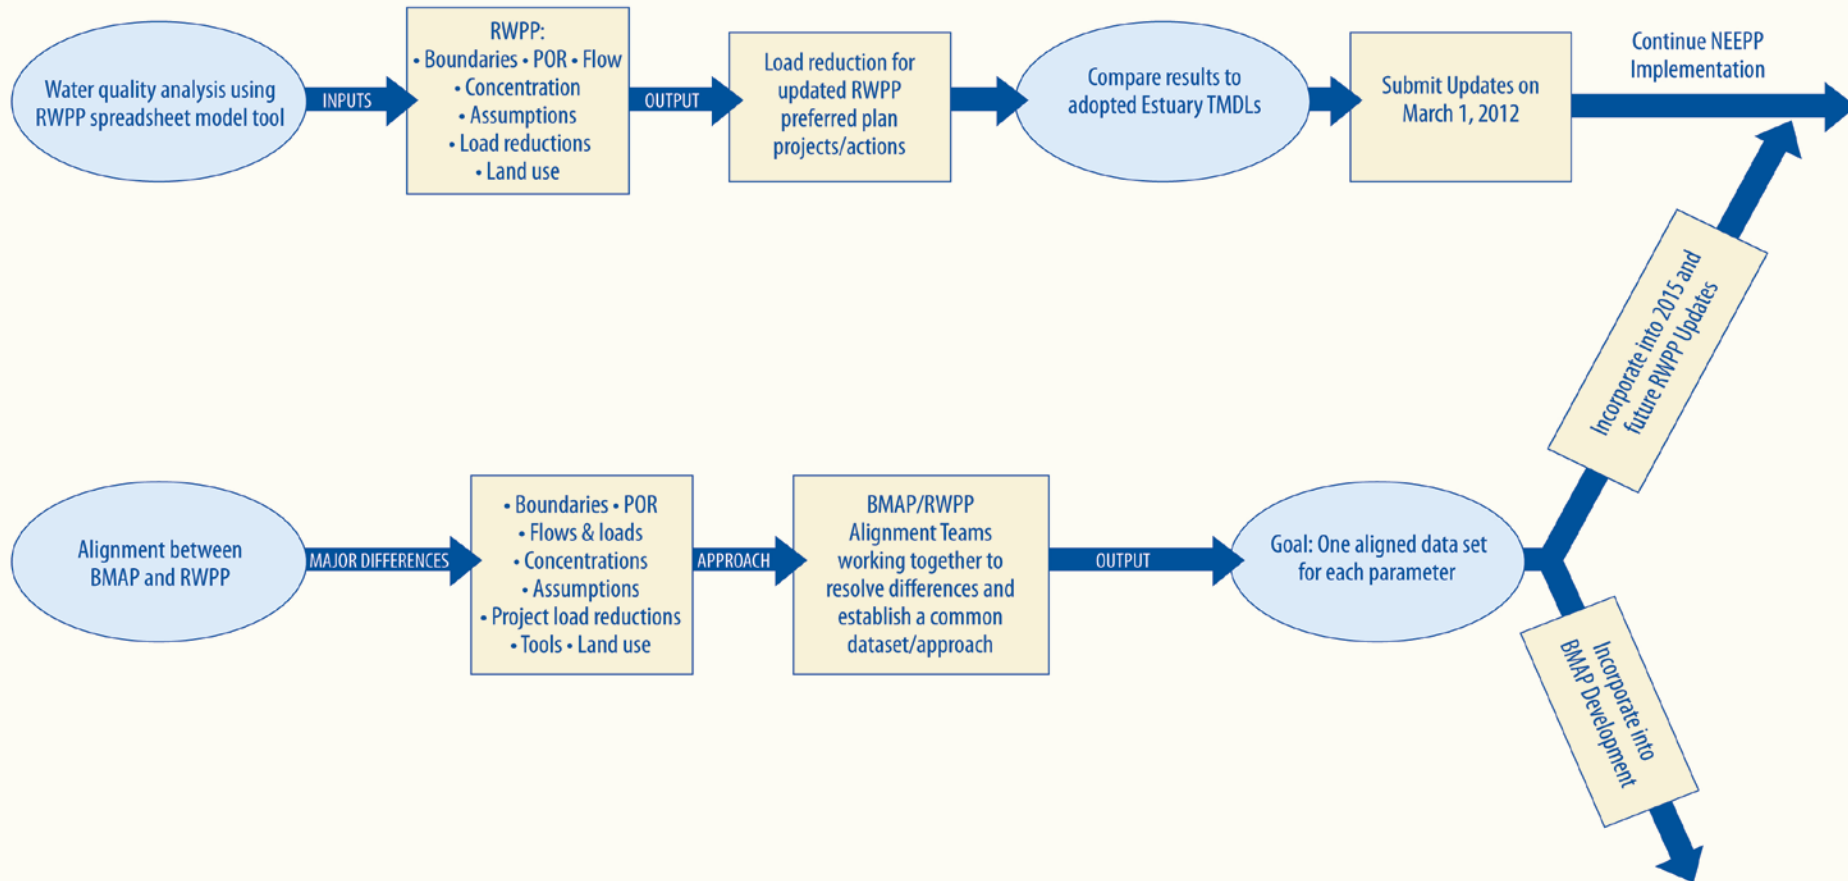 Water quality analysis using
RWPP spreadsheet model tool
INPUTS
RWPP:
• Boundaries • POR • Flow
• Concentration
• Assumptions
• Load reductions
• Land use
OUTPUT
Load reduction for
updated RWPP
preferred plan
projects/actions
Compare results to
adopted Estuary TMDLs
Submit Updates on
March 1, 2012
Continue NEEPP
Implementation
Alignment between
BMAP and RWPP
MAJOR DIFFERENCES
• Boundaries • POR
• Flows & loads
• Concentrations
• Assumptions
• Project load reductions
• Tools • Land use
APPROACH
BMAP/RWPP
Alignment Teams
working together to
resolve differences and
establish a common
dataset/approach
OUTPUT
Goal: One aligned data set
for each parameter
Incorporate into 2015 and
future RWPP Updates
Incorporate into
BMAP Development